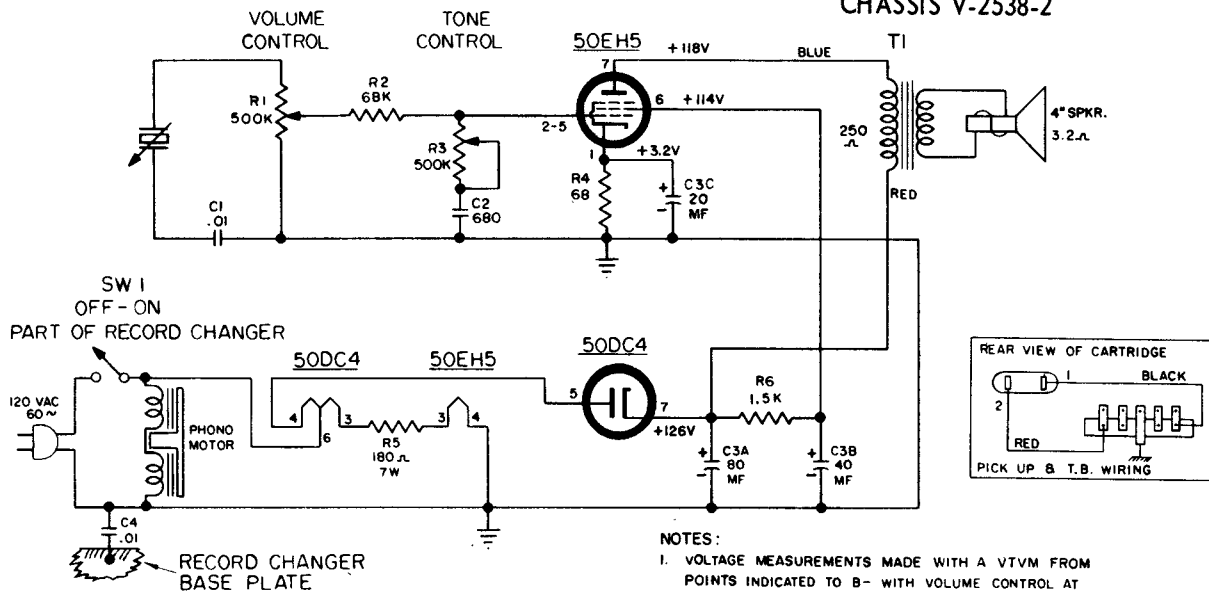 CHASSIS V-2538-2
VOLUME
CONTROL
TONE
CONTROL
50EH5
7
+118V
BLUE
T1
R1
500K
R2
68K
R3
500K
C2
680
2-5
6
+114V
1
+3.2V
R4
68
+
-
C3C
20
MF
250
Ω
RED
4" SPKR.
3.2Ω
C1
.01
SW 1
OFF-ON
PART OF RECORD CHANGER
120 VAC
60~
PHONO
MOTOR
50DC4
50EH5
4
6
3
R5
180Ω
7W
3
4
50DC4
5
7
+126V
R6
1.5K
+
-
C3A
80
MF
+
-
C3B
40
MF
C4
.01
RECORD CHANGER
BASE PLATE
REAR VIEW OF CARTRIDGE
1
BLACK
2
RED
PICK UP & T.B. WIRING
NOTES:
1. VOLTAGE MEASUREMENTS MADE WITH A VTVM FROM
POINTS INDICATED TO B- WITH VOLUME CONTROL AT